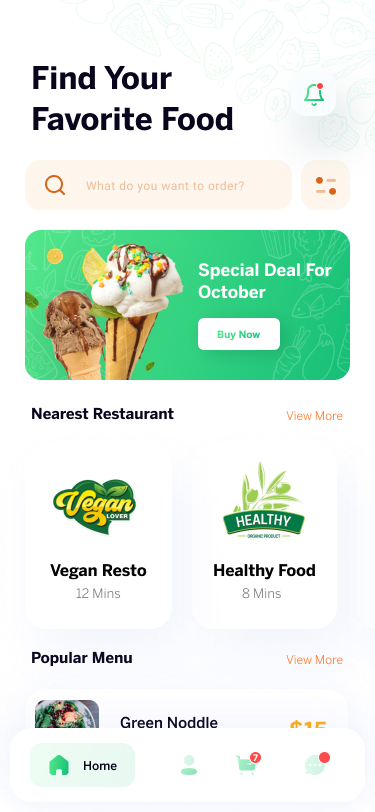 Find Your
Favorite Food
What do you want to order?
Special Deal For
October
Buy Now
Nearest Restaurant
View More
Vegan
LOVER
HEALTHY
ORGANIC PRODUCT
Vegan Resto
Healthy Food
12 Mins
8 Mins
Popular Menu
View More
Green Noddle
$15
Home
7